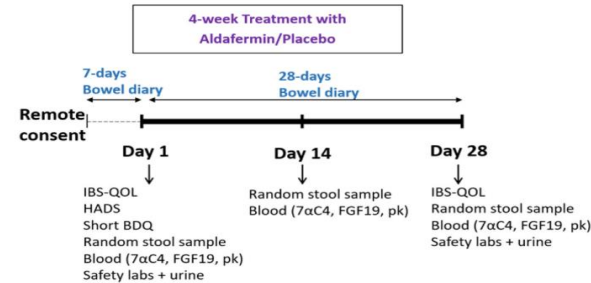 4-week Treatment with
Aldafermin/Placebo
7-days
Bowel diary
28-days
Bowel diary
Remote
consent
Day 1
Day 14
Day 28
IBS-QOL
HADS
Short BDQ
Random stool sample
Blood (7αC4, FGF19, pk)
Safety labs + urine
Random stool sample
Blood (7αC4, FGF19, pk)
IBS-QOL
Random stool sample
Blood (7αC4, FGF19, pk)
Safety labs + urine